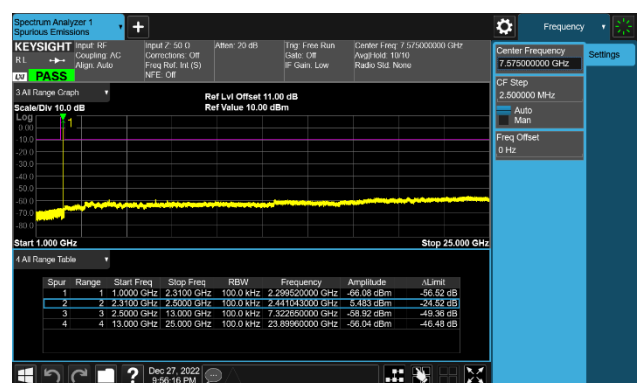 Spectrum Analyzer 1
Spurious Emissions
Frequency
KEYSIGHT Input: RF Input Z: 50 Ω Atten: 20 dB Trig: Free Run Center Freq: 7.575000000 GHz
RL Coupling: AC Corrections: Off Gate: Off Avg|Hold: 10/10
Align: Auto Freq Ref: Int (S) IF Gain: Low Radio Std: None
NFE: Off
PASS
Center Frequency
7.575000000 GHz
Settings
CF Step
2.500000 MHz
Auto
Man
Freq Offset
0 Hz
3 All Range Graph
Ref Lvl Offset 11.00 dB
Scale/Div 10.0 dB Ref Value 10.00 dBm
Log
1
0.00
-10.0
-20.0
-30.0
-40.0
-50.0
-60.0
-70.0
-80.0
Start 1.000 GHz Stop 25.000 GHz
4 All Range Table
Spur Range Start Freq Stop Freq RBW Frequency Amplitude ΔLimit
1 1 1.0000 GHz 2.3100 GHz 100.0 kHz 2.299520000 GHz -66.08 dBm -56.52 dB
2 2 2.3100 GHz 2.5000 GHz 100.0 kHz 2.441043000 GHz 5.483 dBm -24.52 dB
3 3 2.5000 GHz 13.000 GHz 100.0 kHz 7.322650000 GHz -58.92 dBm -49.36 dB
4 4 13.000 GHz 25.000 GHz 100.0 kHz 23.89960000 GHz -56.04 dBm -46.48 dB
Dec 27, 2022
9:56:16 PM